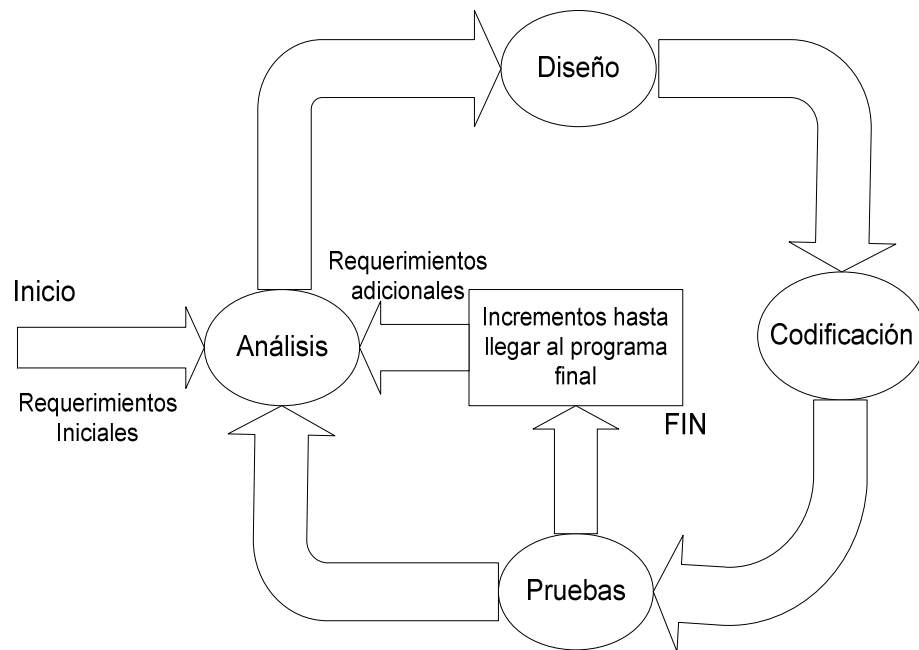 Diseño
Requerimientos
adicionales
Inicio
Incrementos hasta
llegar al programa
final
Análisis
Codificación
Requerimientos
Iniciales
FIN
Pruebas